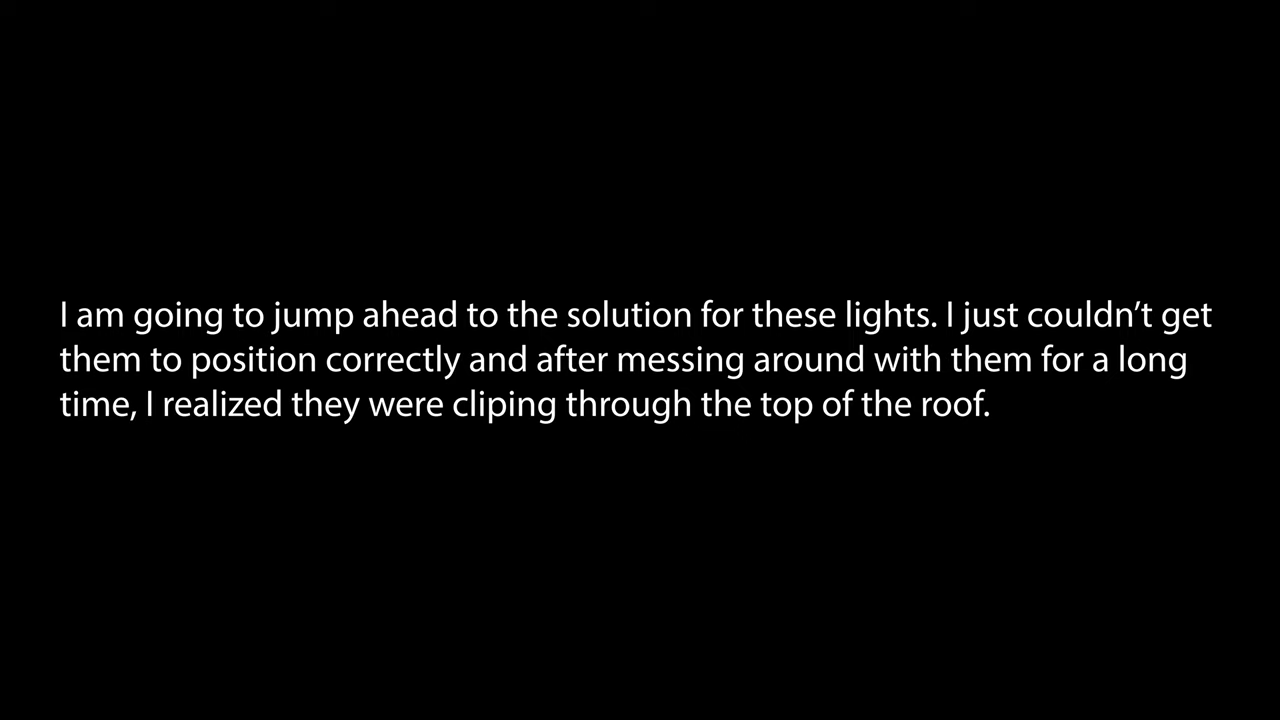 I am going to jump ahead to the solution for these lights. I just couldn’t get
them to position correctly and after messing around with them for a long
time, I realized they were cliping through the top of the roof.